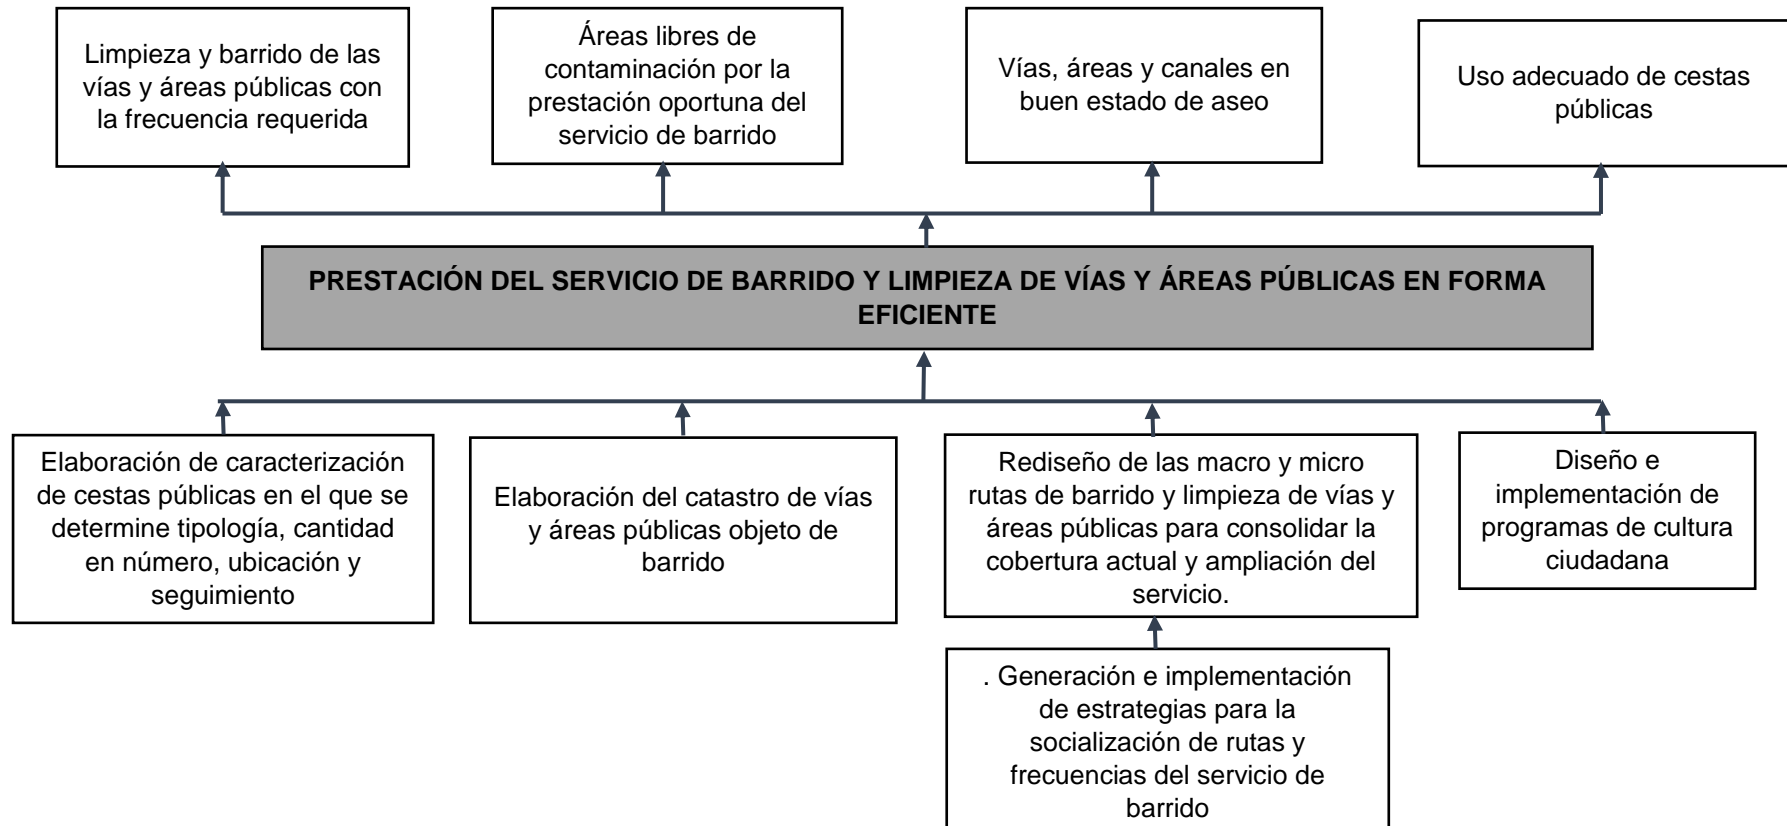 Limpieza y barrido de las
vías y áreas públicas con
la frecuencia requerida
Áreas libres de
contaminación por la
prestación oportuna del
servicio de barrido
Vías, áreas y canales en
buen estado de aseo
Uso adecuado de cestas
públicas
PRESTACIÓN DEL SERVICIO DE BARRIDO Y LIMPIEZA DE VÍAS Y ÁREAS PÚBLICAS EN FORMA
EFICIENTE
Elaboración de caracterización
de cestas públicas en el que se
determine tipología, cantidad
en número, ubicación y
seguimiento
Elaboración del catastro de vías
y áreas públicas objeto de
barrido
Rediseño de las macro y micro
rutas de barrido y limpieza de vías y
áreas públicas para consolidar la
cobertura actual y ampliación del
servicio.
Diseño e
implementación de
programas de cultura
ciudadana
. Generación e implementación
de estrategias para la
socialización de rutas y
frecuencias del servicio de
barrido